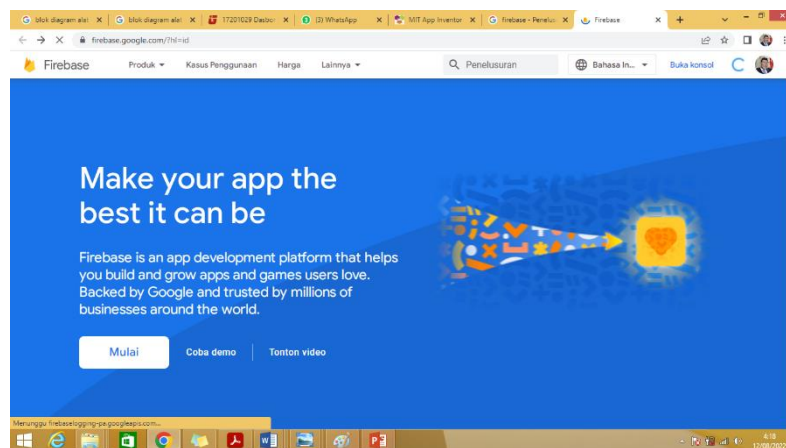 blok diagram alat
blok diagram alat
17201029 Dasbor
(3) WhatsApp
MIT App Inventor
firebase - Penelus
Firebase
firebase.google.com/?hl=id
Firebase
Produk
Kasus Penggunaan
Harga
Lainnya
Penelusuran
Bahasa In...
Buka konsol
Make your app the
best it can be
Firebase is an app development platform that helps
you build and grow apps and games users love.
Backed by Google and trusted by millions of
businesses around the world.
Mulai
Coba demo
Tonton video
Menunggu firebaselogging-pa.googleapis.com...
4:18
12/08/2022